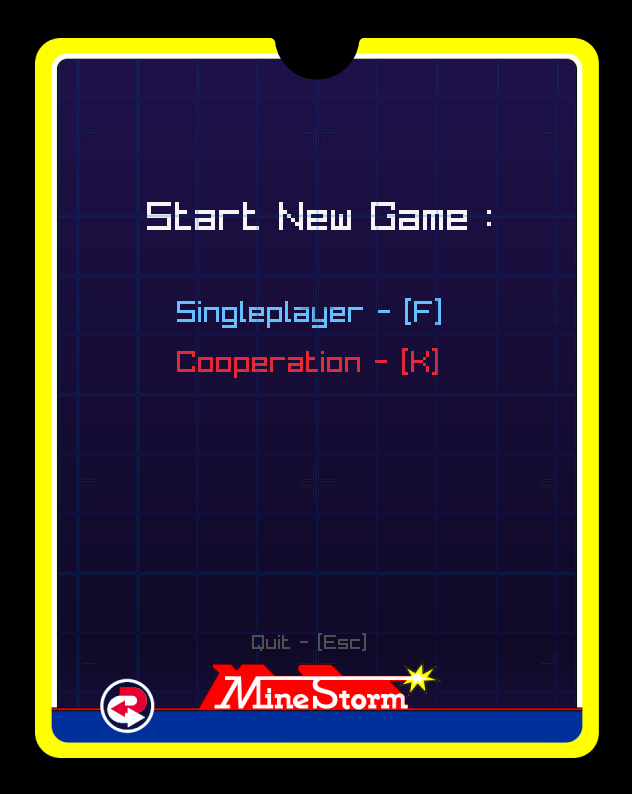 Start New Game :
Singleplayer - [F]
Cooperation - [K]
Quit - [Esc]
MineStorm